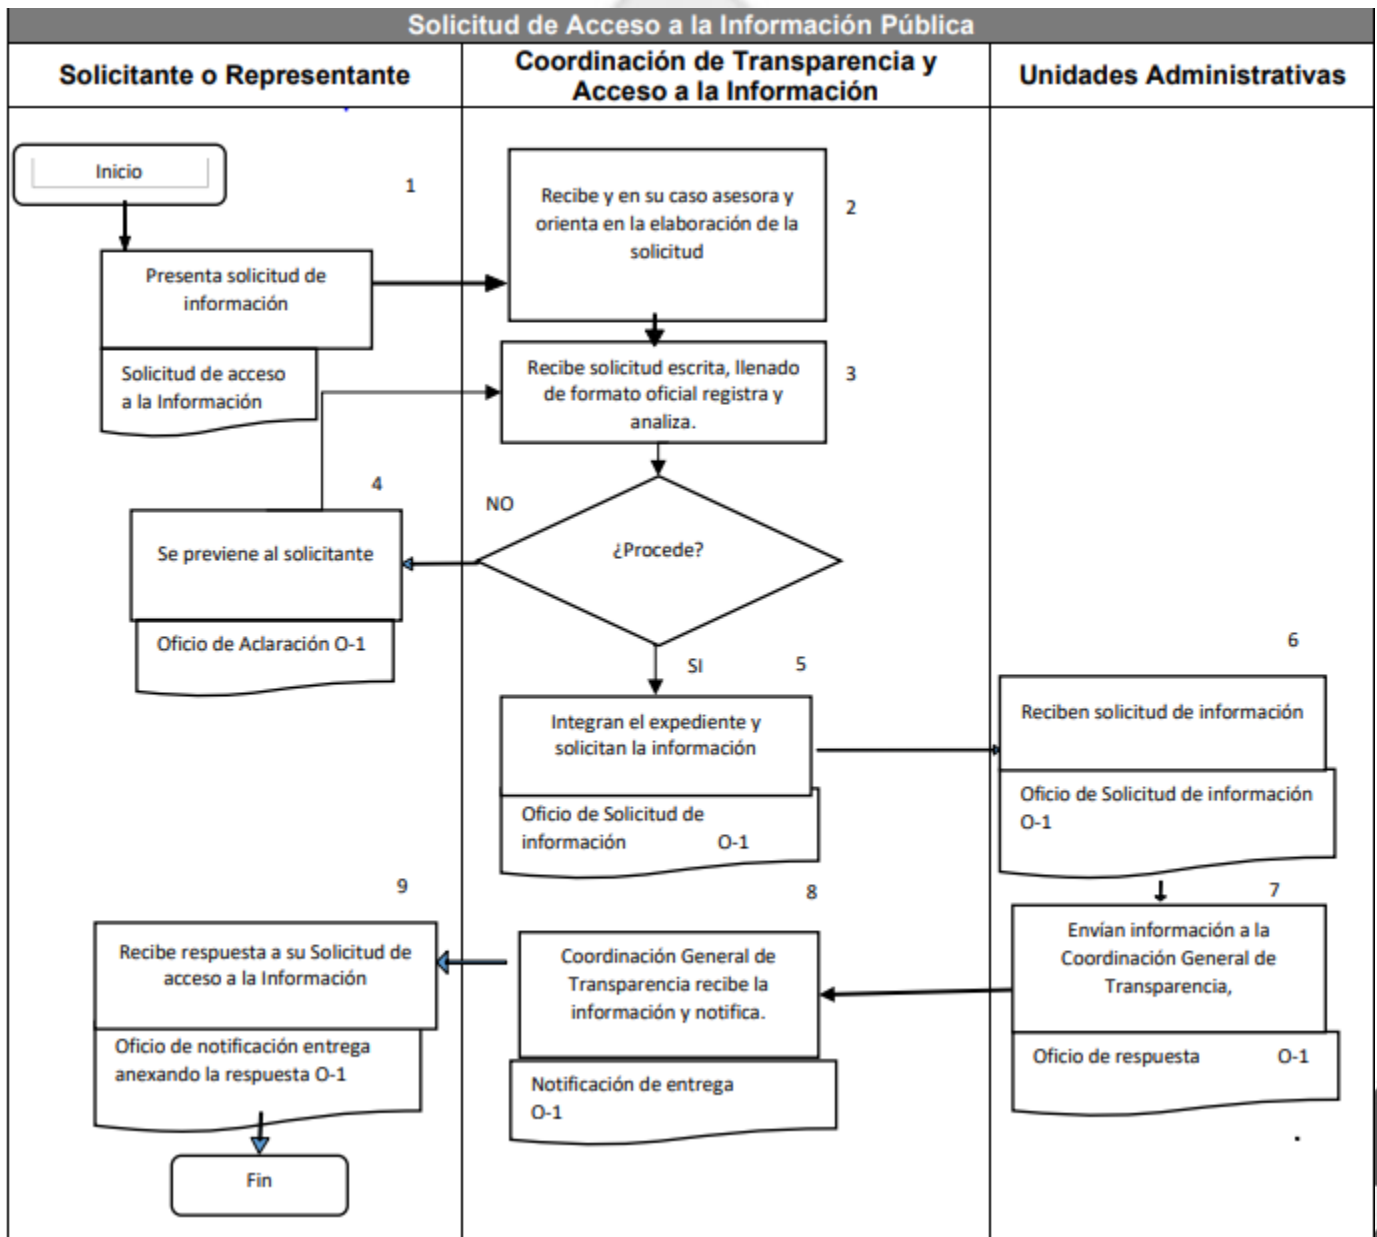 Solicitud de Acceso a la Información Pública
Solicitante o Representante
Coordinación de Transparencia y
Acceso a la Información
Unidades Administrativas
Inicio
1
Presenta solicitud de
información
Solicitud de acceso
a la Información
Recibe y en su caso asesora y
orienta en la elaboración de la
solicitud
2
Recibe solicitud escrita, llenado
de formato oficial registra y
analiza.
3
¿Procede?
NO
4
Se previene al solicitante
Oficio de Aclaración O-1
SI
5
Integran el expediente y
solicitan la información
Oficio de Solicitud de
información O-1
6
Reciben solicitud de información
Oficio de Solicitud de información
O-1
7
Envían información a la
Coordinación General de
Transparencia,
Oficio de respuesta O-1
8
Coordinación General de
Transparencia recibe la
información y notifica.
Notificación de entrega
O-1
9
Recibe respuesta a su Solicitud de
acceso a la Información
Oficio de notificación entrega
anexando la respuesta O-1
Fin